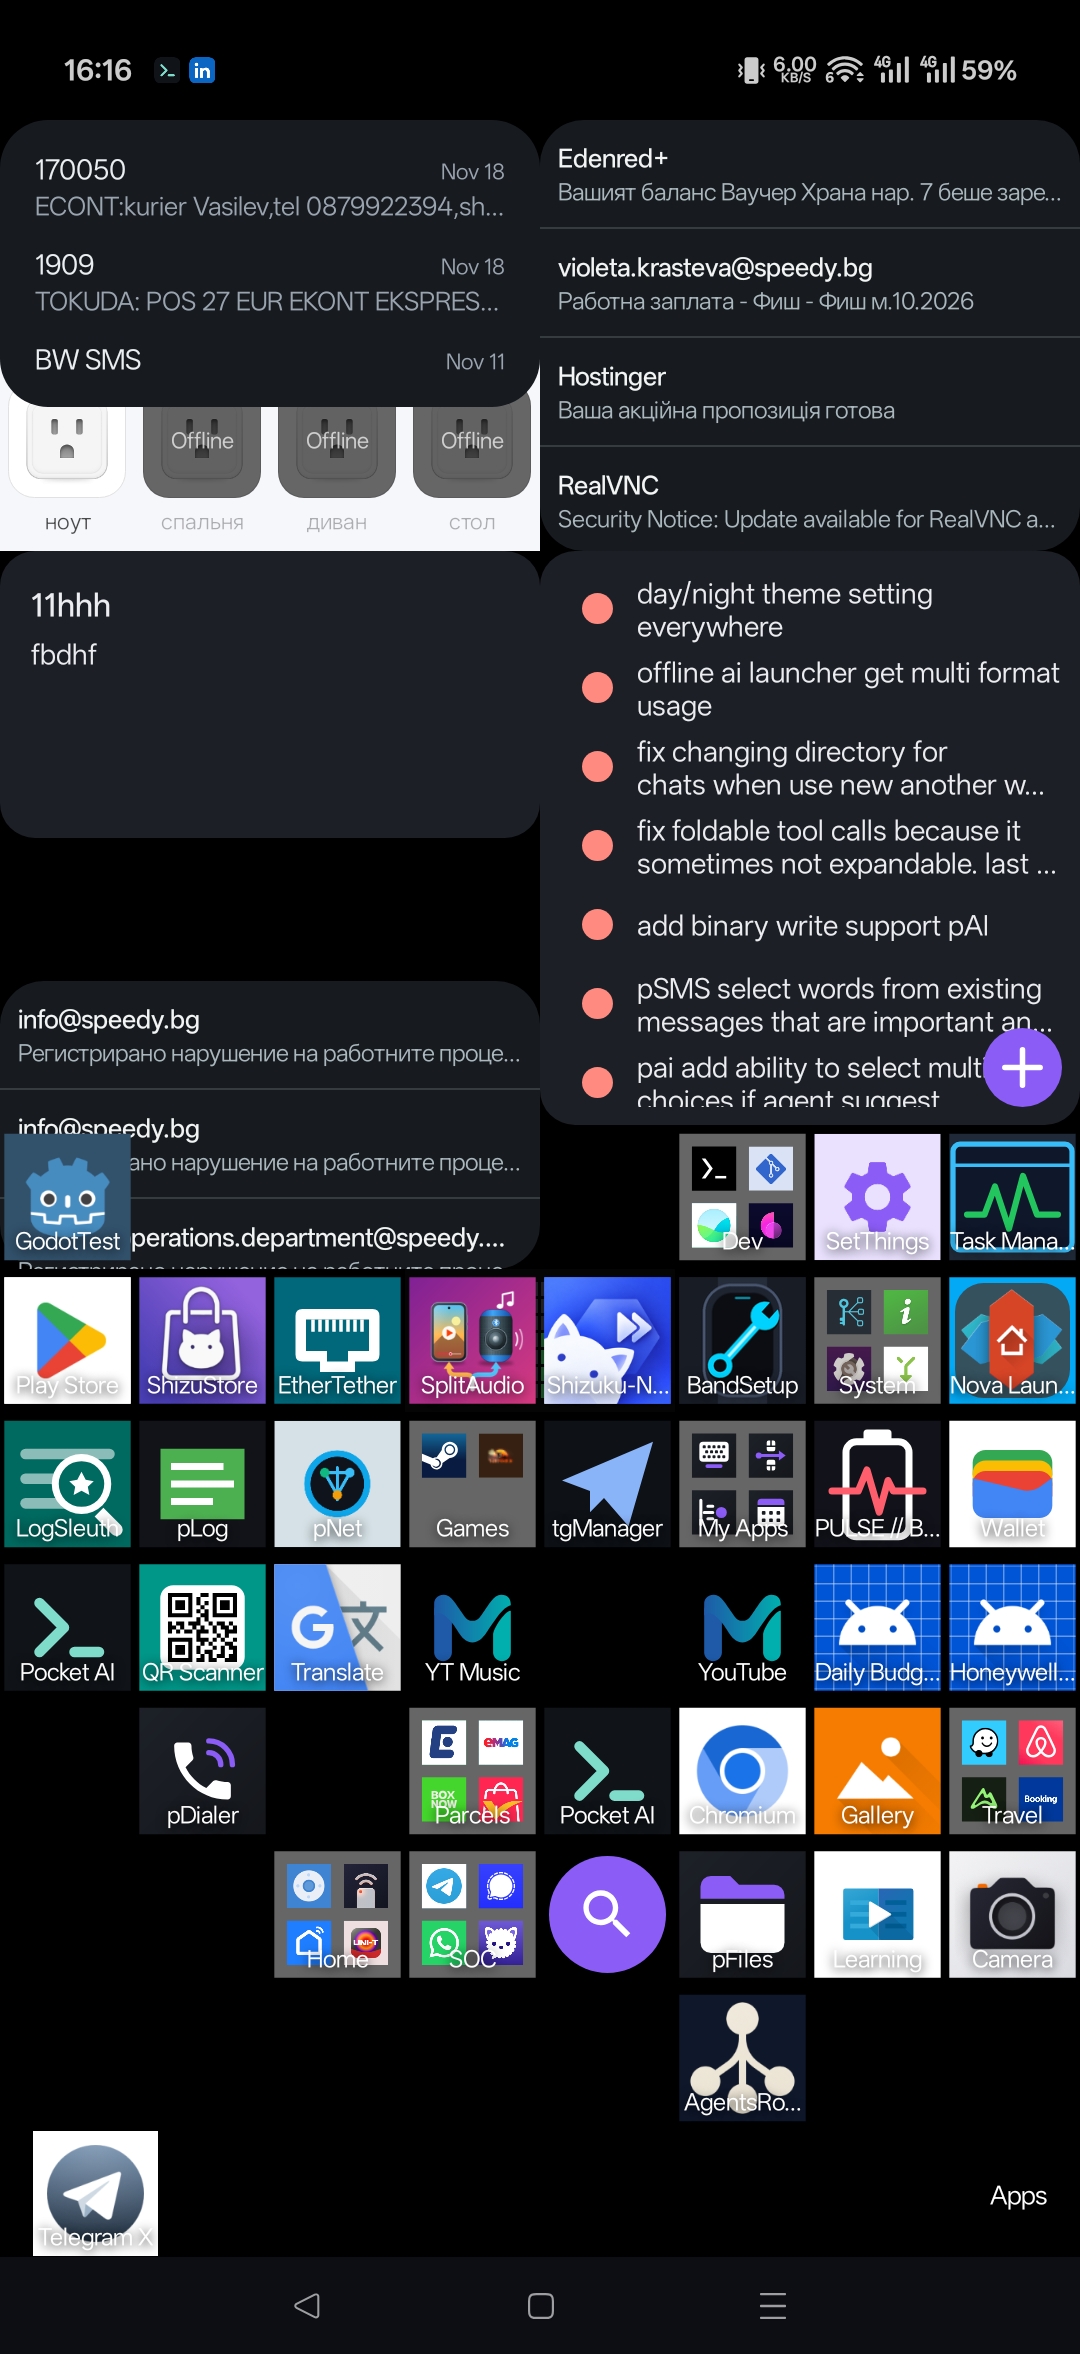 16:16
6.00 KB/S
6
4G
4G
59%
170050
Nov 18
ECONT:kurier Vasilev,tel 0879922394,sh...
1909
Nov 18
TOKUDA: POS 27 EUR EKONT EKSPRES...
BW SMS
Nov 11
Edenred+
Вашият баланс Ваучер Храна нар. 7 беше заре...
violeta.krasteva@speedy.bg
Работна заплата - Фиш - Фиш м.10.2026
Hostinger
Ваша акційна пропозиція готова
RealVNC
Security Notice: Update available for RealVNC a...
Offline
Offline
Offline
ноут
спальня
диван
стол
11hhh
fbdhf
day/night theme setting
everywhere
offline ai launcher get multi format
usage
fix changing directory for
chats when use new another w...
fix foldable tool calls because it
sometimes not expandable. last ...
add binary write support pAI
pSMS select words from existing
messages that are important an...
pai add ability to select multi
choices if agent suggest
info@speedy.bg
Регистрирано нарушение на работните проце...
info@speedy.bg
ано нарушение на работните проце...
perations.department@speedy....
GodotTest
Dev
SetThings
Task Mana...
Play Store
ShizuStore
EtherTether
SplitAudio
Shizuku-N...
BandSetup
System
Nova Laun...
LogSleuth
pLog
pNet
Games
tgManager
My Apps
PULSE // B...
Wallet
Pocket AI
QR Scanner
Translate
YT Music
YouTube
Daily Budg...
Honeywell...
pDialer
eMAG
BOX NOW
Parcels
Pocket AI
Chromium
Gallery
Booking
Travel
UNI-T
Home
SOC
pFiles
Learning
Camera
AgentsRo...
Telegram X
Apps